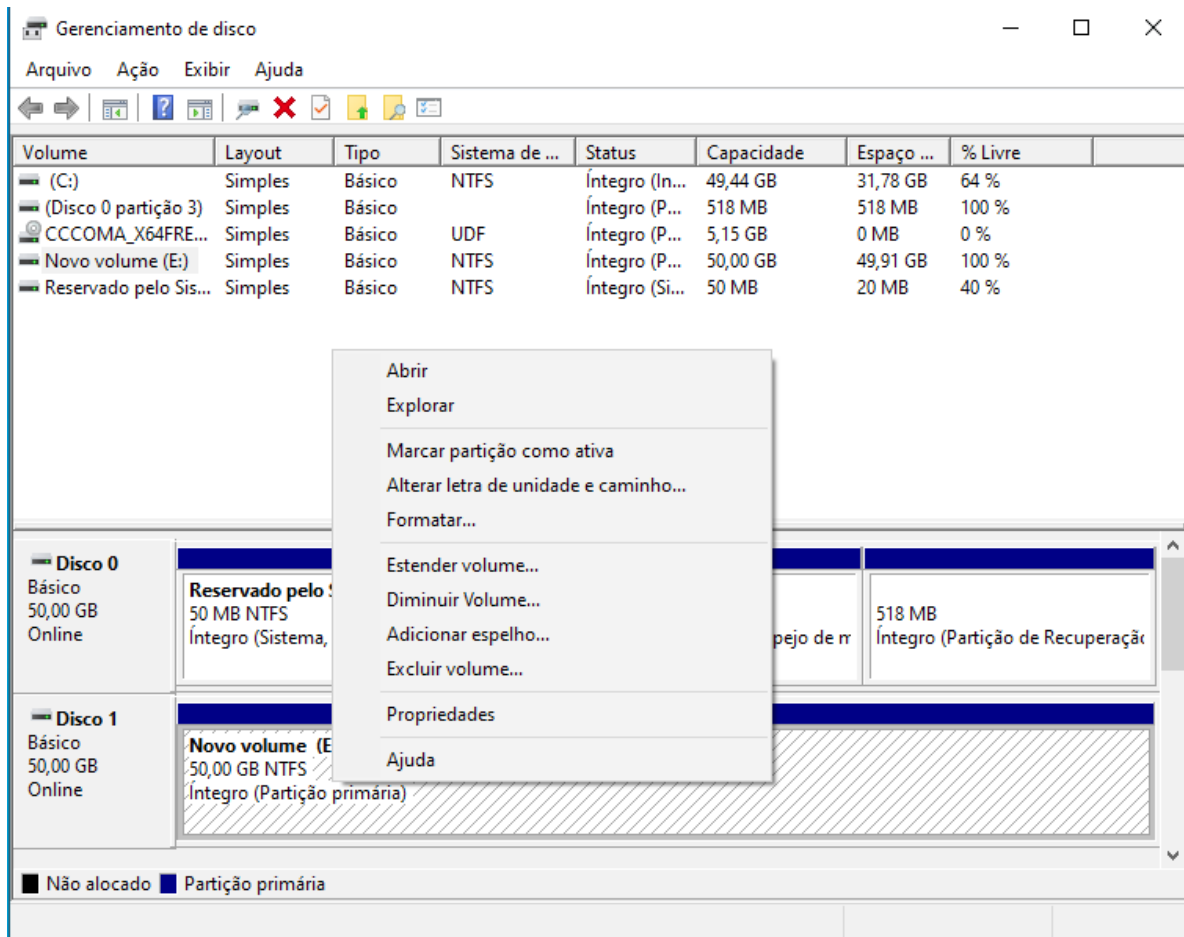 Gerenciamento de disco
Arquivo Ação Exibir Ajuda
Volume Layout Tipo Sistema de ... Status Capacidade Espaço ... % Livre
(C:) Simples Básico NTFS Íntegro (In... 49,44 GB 31,78 GB 64 %
(Disco 0 partição 3) Simples Básico Íntegro (P... 518 MB 518 MB 100 %
CCCOMA_X64FRE... Simples Básico UDF Íntegro (P... 5,15 GB 0 MB 0 %
Novo volume (E:) Simples Básico NTFS Íntegro (P... 50,00 GB 49,91 GB 100 %
Reservado pelo Sis... Simples Básico NTFS Íntegro (Si... 50 MB 20 MB 40 %
Abrir
Explorar
Marcar partição como ativa
Alterar letra de unidade e caminho...
Formatar...
Estender volume...
Diminuir Volume...
Adicionar espelho...
Excluir volume...
Propriedades
Ajuda
Disco 0
Básico
50,00 GB
Online
Reservado pelo
50 MB NTFS
Íntegro (Sistema,
pejo de m
518 MB
Íntegro (Partição de Recuperação
Disco 1
Básico
50,00 GB
Online
Novo volume (E
50,00 GB NTFS
Íntegro (Partição primária)
Não alocado Partição primária